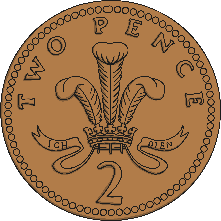 TWO PENCE
ICH DIEN
2